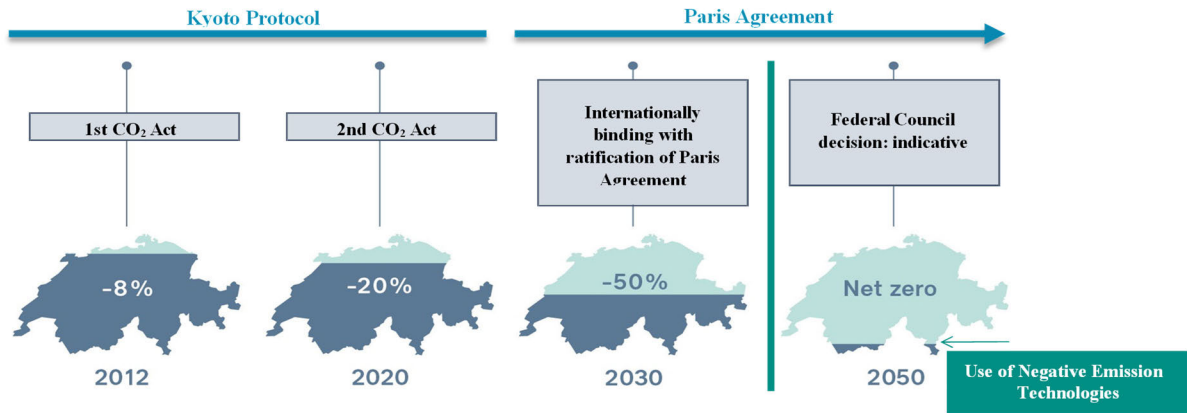 Kyoto Protocol
Paris Agreement
1st CO₂ Act
2nd CO₂ Act
Internationally
binding with
ratification of Paris
Agreement
Federal Council
decision: indicative
-8%
-20%
-50%
Net zero
2012
2020
2030
2050
Use of Negative Emission
Technologies